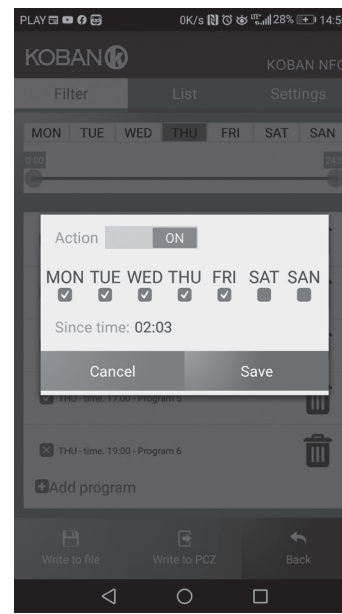 PLAY 0K/s 28% 14:5
KOBAN K
KOBAN NFC
Filter List Settings
MON TUE WED THU FRI SAT SAN
0:00 24:0
Action ON
MON TUE WED THU FRI SAT SAN
Since time: 02:03
Cancel Save
THU - time. 17:00 - Program 5
THU - time. 19:00 - Program 6
Add program
Write to file Write to PCZ Back